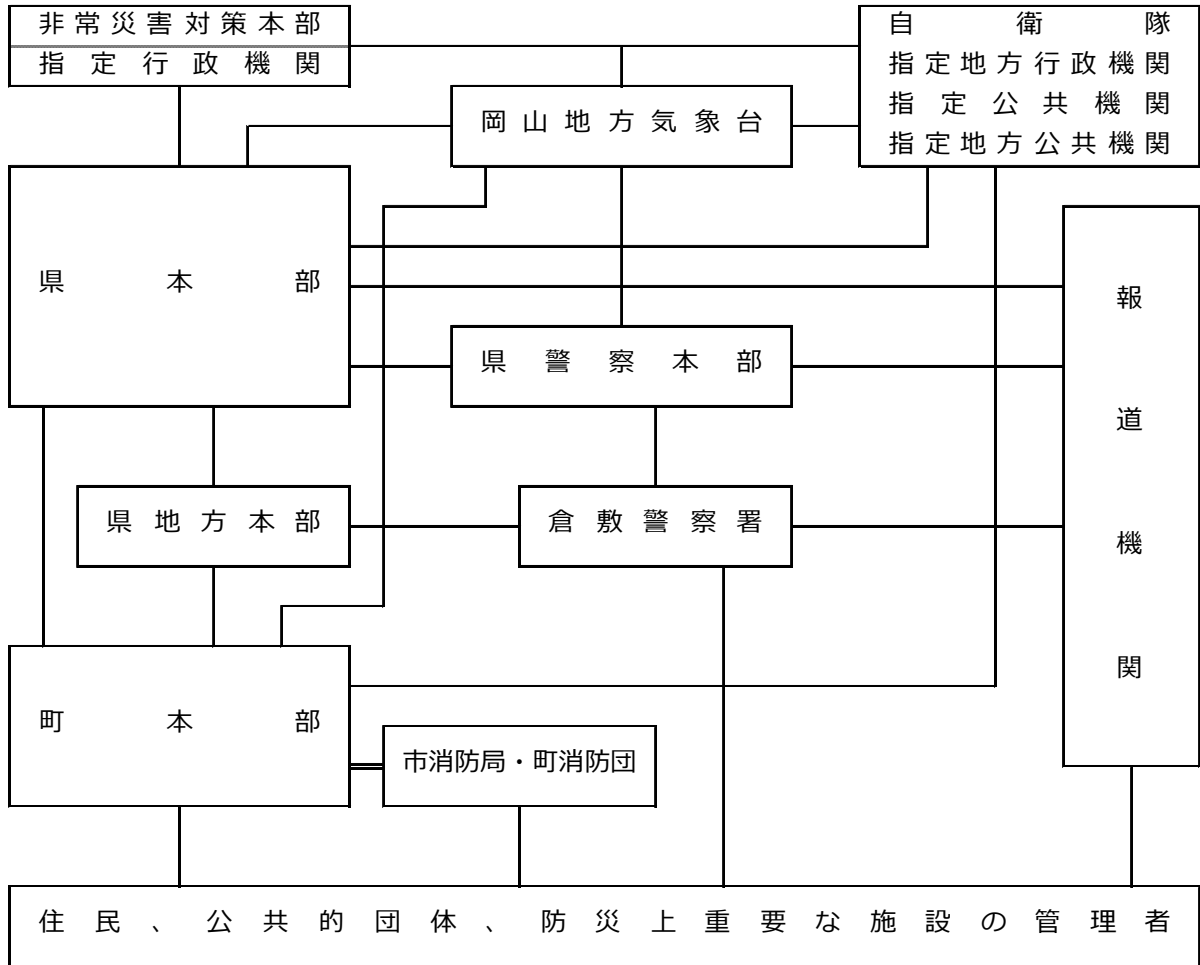 非常災害対策本部
指定行政機関
自衛隊
指定地方行政機関
指定公共機関
指定地方公共機関
岡山地方気象台
県本部
報道機関
県警察本部
県地方本部
倉敷警察署
町本部
市消防局・町消防団
住民、公共的団体、防災上重要な施設の管理者